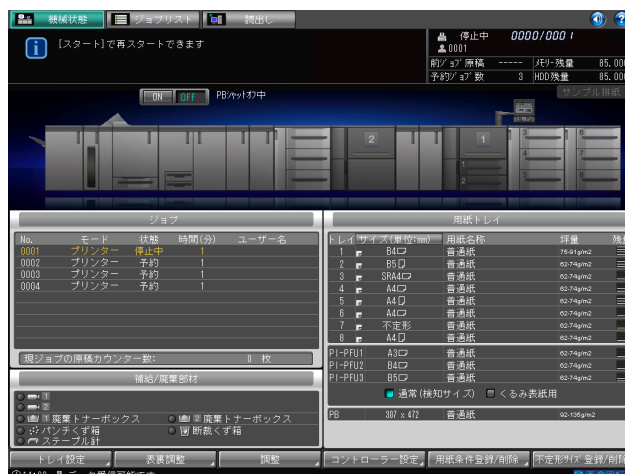 機械状態 ジョブリスト 読出し
[スタート]で再スタートできます
停止中 0000/0001
0001
前ジョブ原稿 ----- メモリー残量 85.00
予約ジョブ数 3 HDD残量 85.00
ON OFF PBシャットオフ中
サンプル排紙
2 1 3 4 5 6 7 8
1
2
ジョブ
No. モード 状態 時間(分) ユーザー名
0001 プリンター 停止中 1
0002 プリンター 予約 1
0003 プリンター 予約 1
0004 プリンター 予約 1
現ジョブの原稿カウンター数: 0 枚
補給/廃棄部材
1
2
1 廃棄トナーボックス 2 廃棄トナーボックス
パンチくず箱 断裁くず箱
ステープル針
用紙トレイ
トレイ サイズ(単位:mm) 用紙名称 坪量 残
1 B4 普通紙 75-91g/m2
2 B5 普通紙 62-74g/m2
3 SRA4 普通紙 62-74g/m2
4 A4 普通紙 62-74g/m2
5 A4 普通紙 62-74g/m2
6 A4 普通紙 62-74g/m2
7 不定形 普通紙 62-74g/m2
8 A4 普通紙 62-74g/m2
PI-PFU1 A3 普通紙 62-74g/m2
PI-PFU2 B4 普通紙 62-74g/m2
PI-PFU3 B5 普通紙 62-74g/m2
通常(検知サイズ) くるみ表紙用
PB 307 x 472 普通紙 92-135g/m2
トレイ設定 表裏調整 調整 コントローラー設定 用紙条件登録/削除 不定形サイズ 登録/削